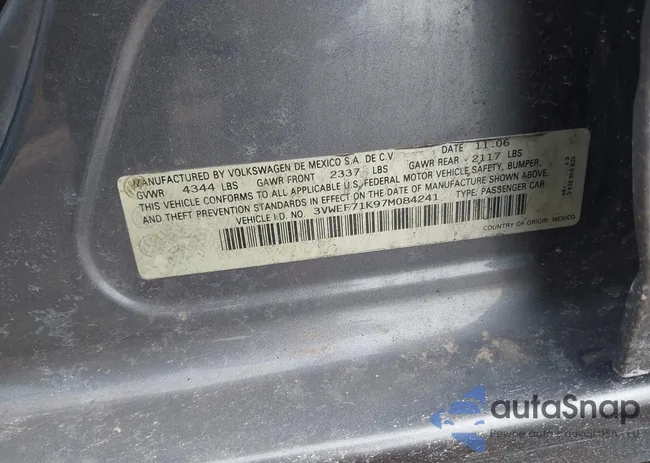 MANUFACTURED BY VOLKSWAGEN DE MEXICO S.A. DE C.V. DATE 11.06
GVWR 4344 LBS GAWR FRONT 2337 LBS GAWR REAR - 2117 LBS
THIS VEHICLE CONFORMS TO ALL APPLICABLE U.S. FEDERAL MOTOR VEHICLE SAFETY, BUMPER,
AND THEFT PREVENTION STANDARDS IN EFFECT ON THE DATE OF MANUFACTURE SHOWN ABOVE.
VEHICLE I.D. NO. 3VWEF71K97M084241 TYPE: PASSENGER CAR
COUNTRY OF ORIGIN: MEXICO
autoSnap